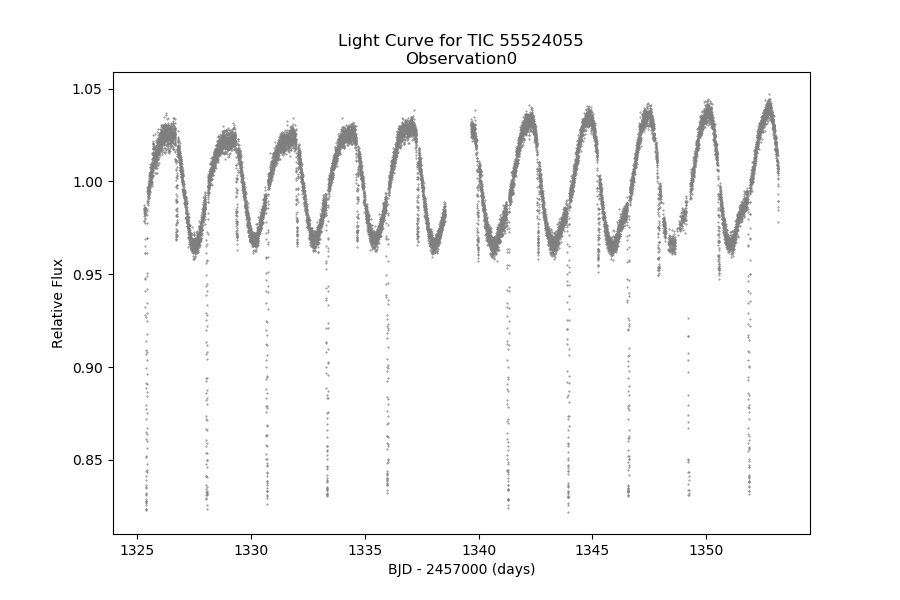 Light Curve for TIC 55524055
Observation0
1.05
1.00
0.95
0.90
0.85
Relative Flux
1325
1330
1335
1340
1345
1350
BJD - 2457000 (days)